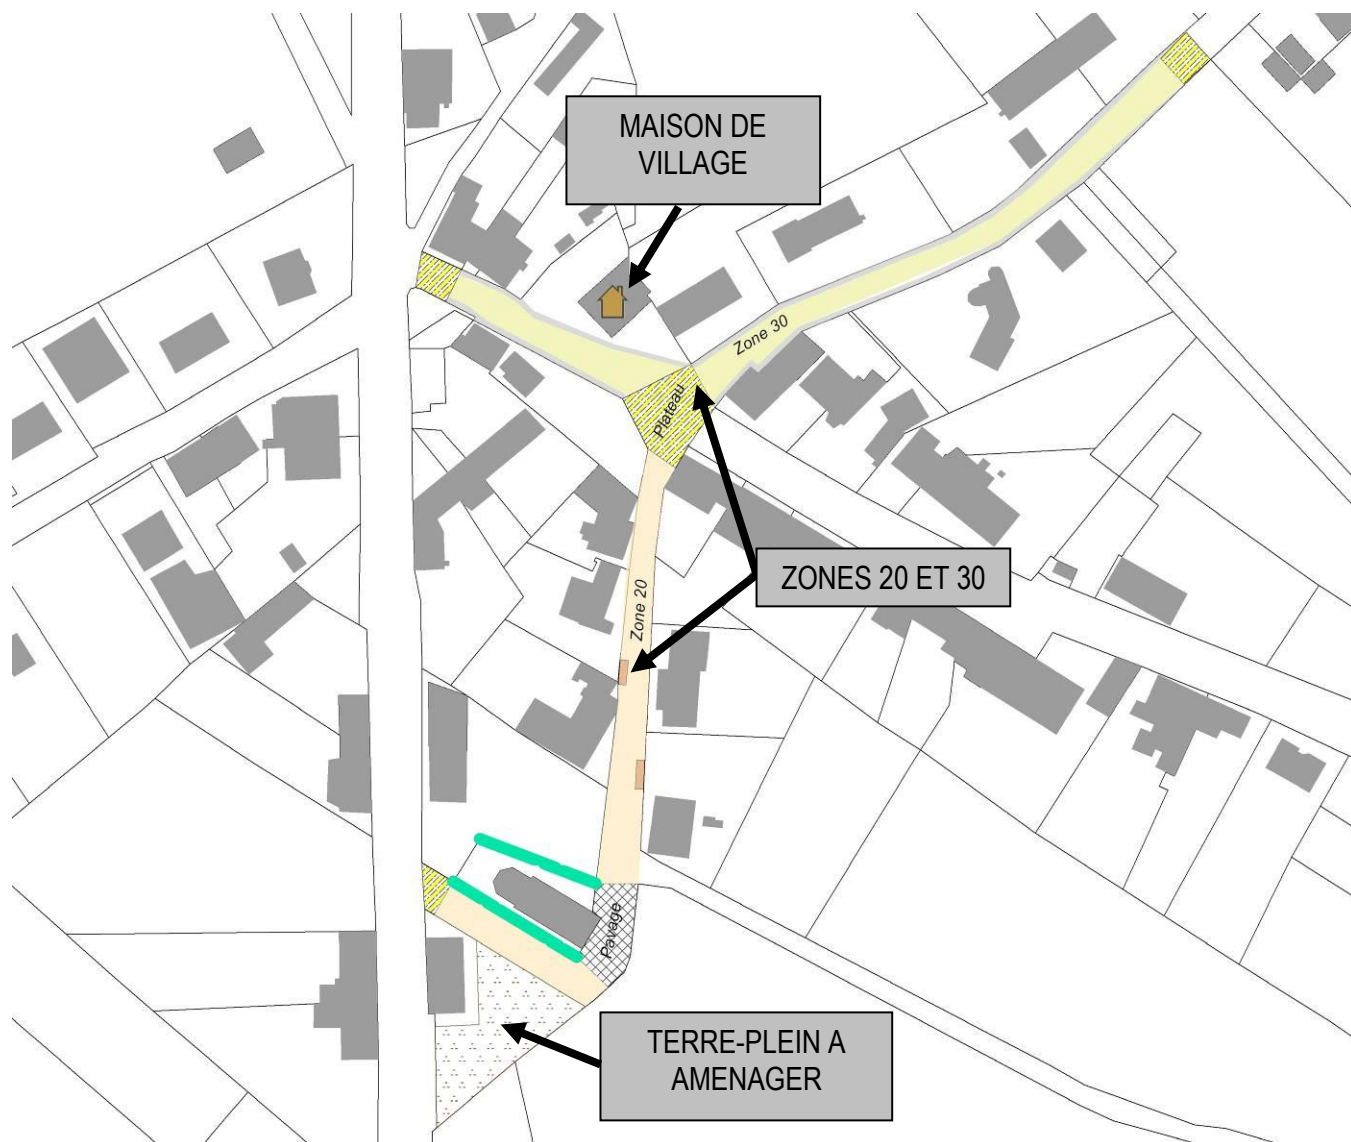 MAISON DE
VILLAGE
Zone 30
Plateau
ZONES 20 ET 30
Zone 20
Pavage
TERRE-PLEIN A
AMENAGER